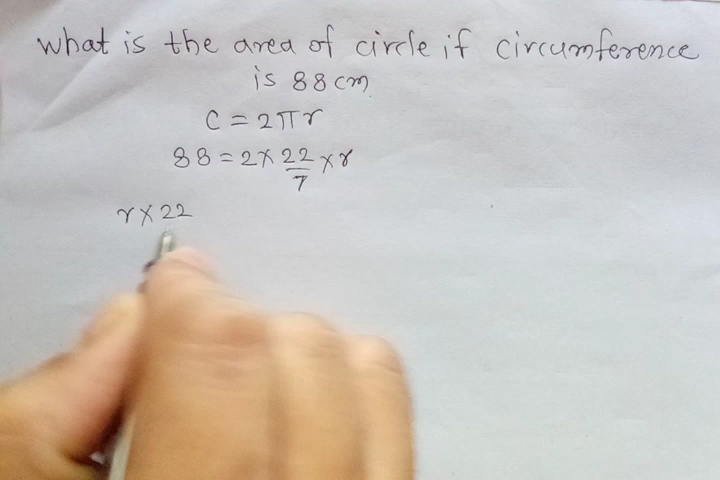 What is the area of circle if circumference
is 88 cm
C = 2πr
88 = 2 × 22/7 × r
r × 22